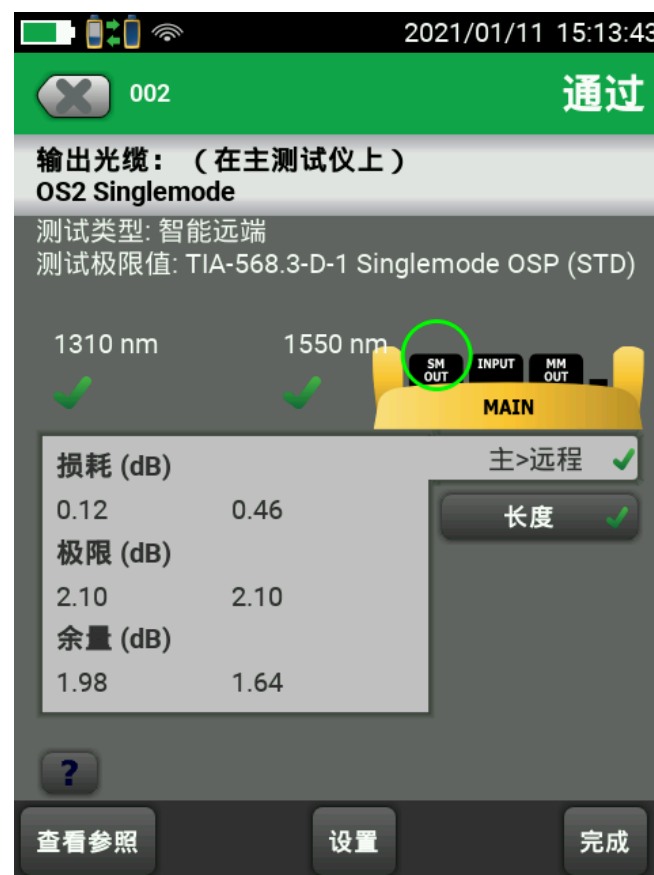 2021/01/11 15:13:43
002
通过
输出光缆: (在主测试仪上)
OS2 Singlemode
测试类型: 智能远端
测试极限值: TIA-568.3-D-1 Singlemode OSP (STD)
1310 nm
1550 nm
SM OUT
INPUT
MM OUT
MAIN
主>远程
长度
损耗 (dB)
0.12 0.46
极限 (dB)
2.10 2.10
余量 (dB)
1.98 1.64
?
查看参照
设置
完成